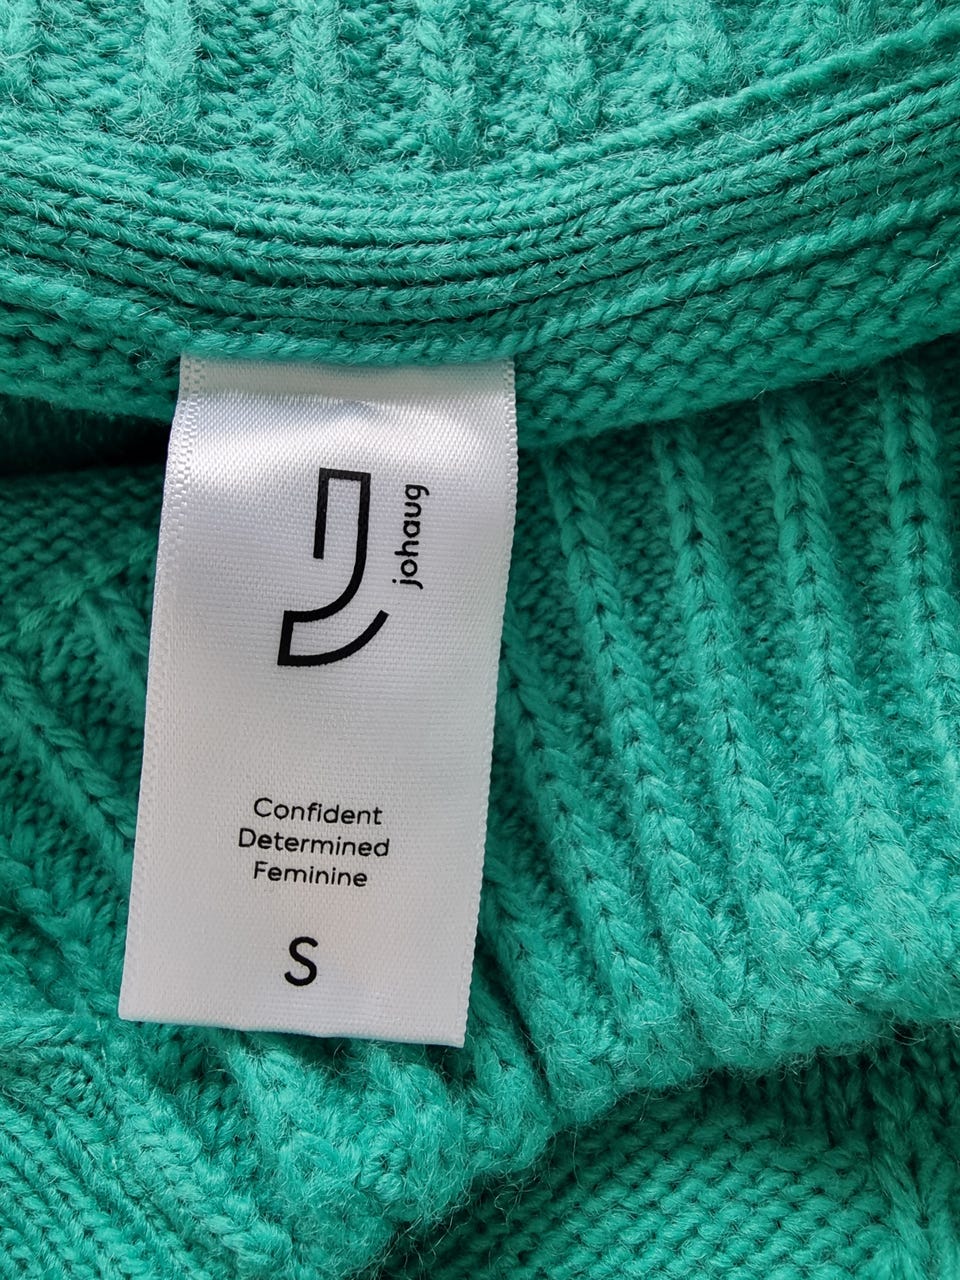 johaug
Confident
Determined
Feminine
S